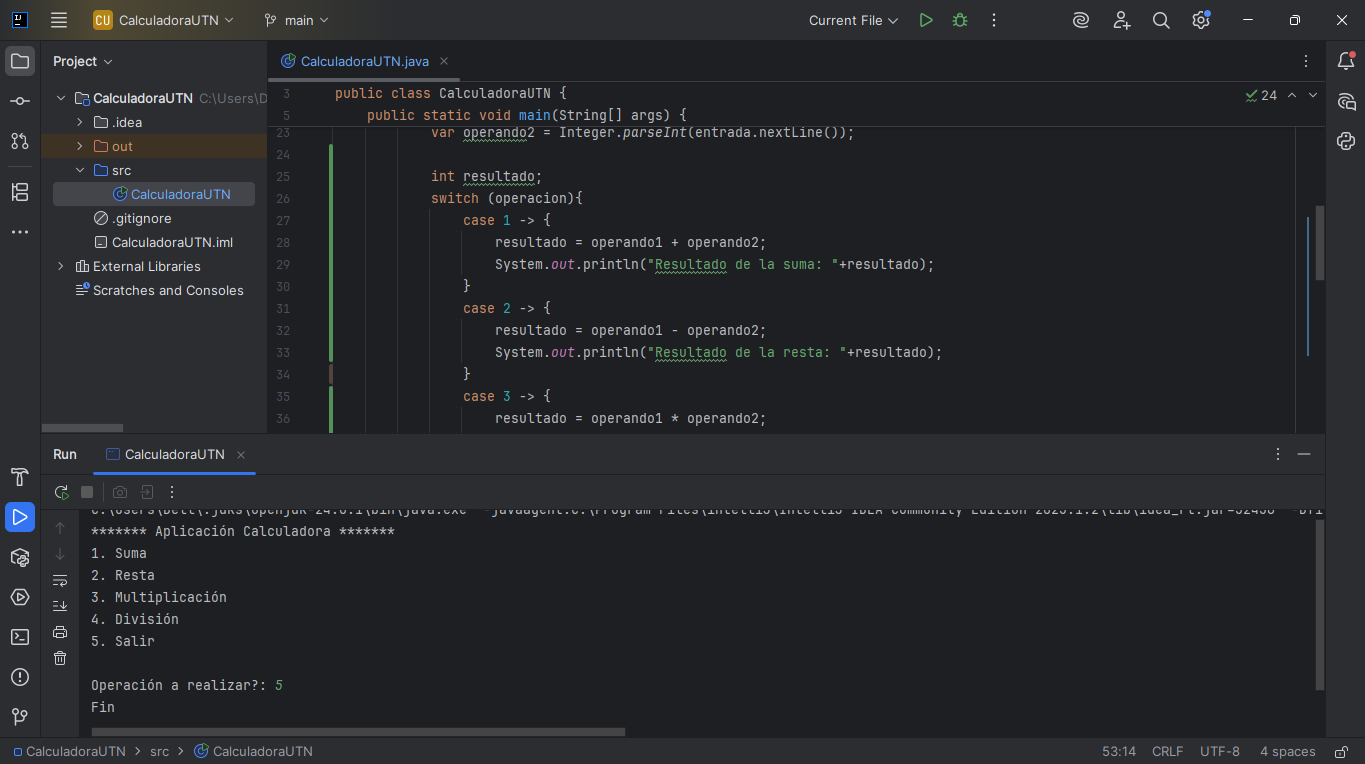 CU CalculadoraUTN main Current File
Project
CalculadoraUTN C:\Users\D
.idea
out
src
CalculadoraUTN
.gitignore
CalculadoraUTN.iml
External Libraries
Scratches and Consoles
CalculadoraUTN.java
24
3 public class CalculadoraUTN {
5 public static void main(String[] args) {
23 var operando2 = Integer.parseInt(entrada.nextLine());
24
25 int resultado;
26 switch (operacion){
27 case 1 -> {
28 resultado = operando1 + operando2;
29 System.out.println("Resultado de la suma: "+resultado);
30 }
31 case 2 -> {
32 resultado = operando1 - operando2;
33 System.out.println("Resultado de la resta: "+resultado);
34 }
35 case 3 -> {
36 resultado = operando1 * operando2;
Run CalculadoraUTN
******* Aplicación Calculadora *******
1. Suma
2. Resta
3. Multiplicación
4. División
5. Salir
Operación a realizar?: 5
Fin
CalculadoraUTN > src > CalculadoraUTN 53:14 CRLF UTF-8 4 spaces